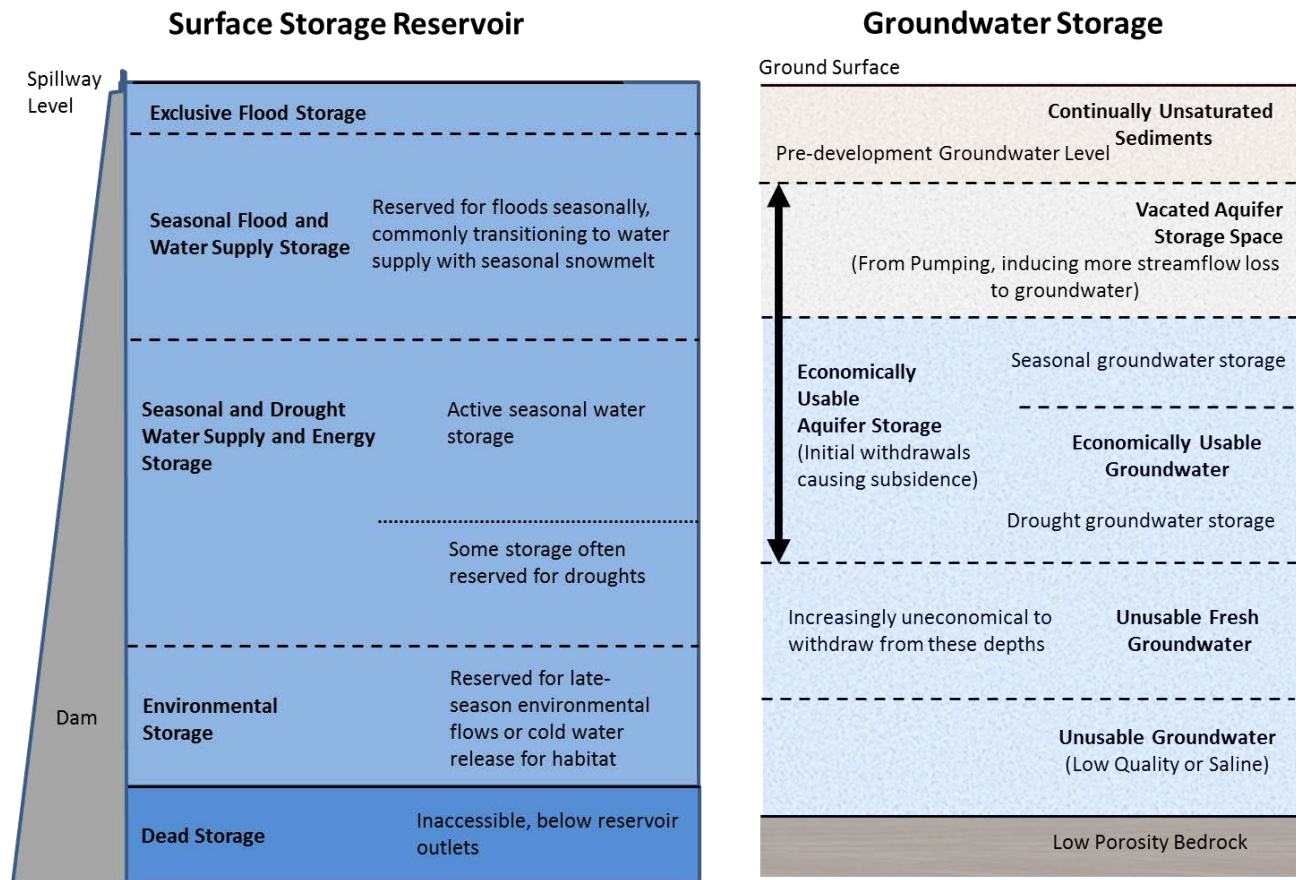 Surface Storage Reservoir
Spillway
Level
Exclusive Flood Storage
Seasonal Flood and
Water Supply Storage
Reserved for floods seasonally,
commonly transitioning to water
supply with seasonal snowmelt
Seasonal and Drought
Water Supply and Energy
Storage
Active seasonal water
storage
Some storage often
reserved for droughts
Dam
Environmental
Storage
Reserved for late-
season environmental
flows or cold water
release for habitat
Dead Storage
Inaccessible, below reservoir
outlets
Groundwater Storage
Ground Surface
Continually Unsaturated
Sediments
Pre-development Groundwater Level
Vacated Aquifer
Storage Space
(From Pumping, inducing more streamflow loss
to groundwater)
Economically
Usable
Aquifer Storage
(Initial withdrawals
causing subsidence)
Seasonal groundwater storage
Economically Usable
Groundwater
Drought groundwater storage
Increasingly uneconomical to
withdraw from these depths
Unusable Fresh
Groundwater
Unusable Groundwater
(Low Quality or Saline)
Low Porosity Bedrock